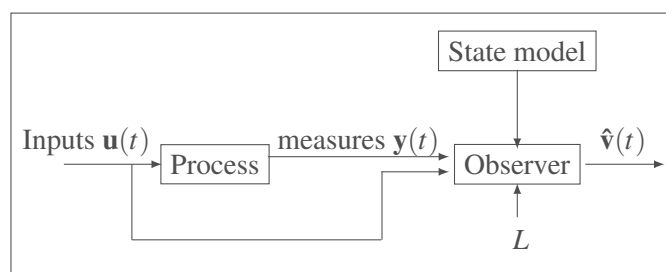 State model
Inputs u(t)
Process
measures y(t)
Observer
v̂(t)
L